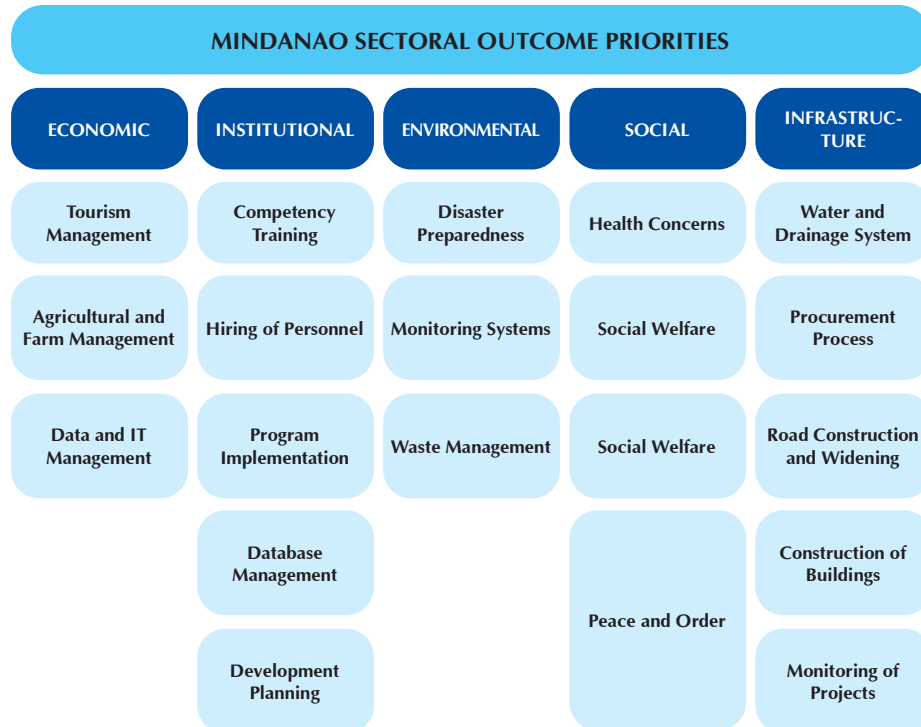 MINDANAO SECTORAL OUTCOME PRIORITIES
ECONOMIC
INSTITUTIONAL
ENVIRONMENTAL
SOCIAL
INFRASTRUC-
TURE
Tourism
Management
Competency
Training
Disaster
Preparedness
Health Concerns
Water and
Drainage System
Agricultural and
Farm Management
Hiring of Personnel
Monitoring Systems
Social Welfare
Procurement
Process
Data and IT
Management
Program
Implementation
Waste Management
Social Welfare
Road Construction
and Widening
Database
Management
Peace and Order
Construction of
Buildings
Development
Planning
Monitoring of
Projects